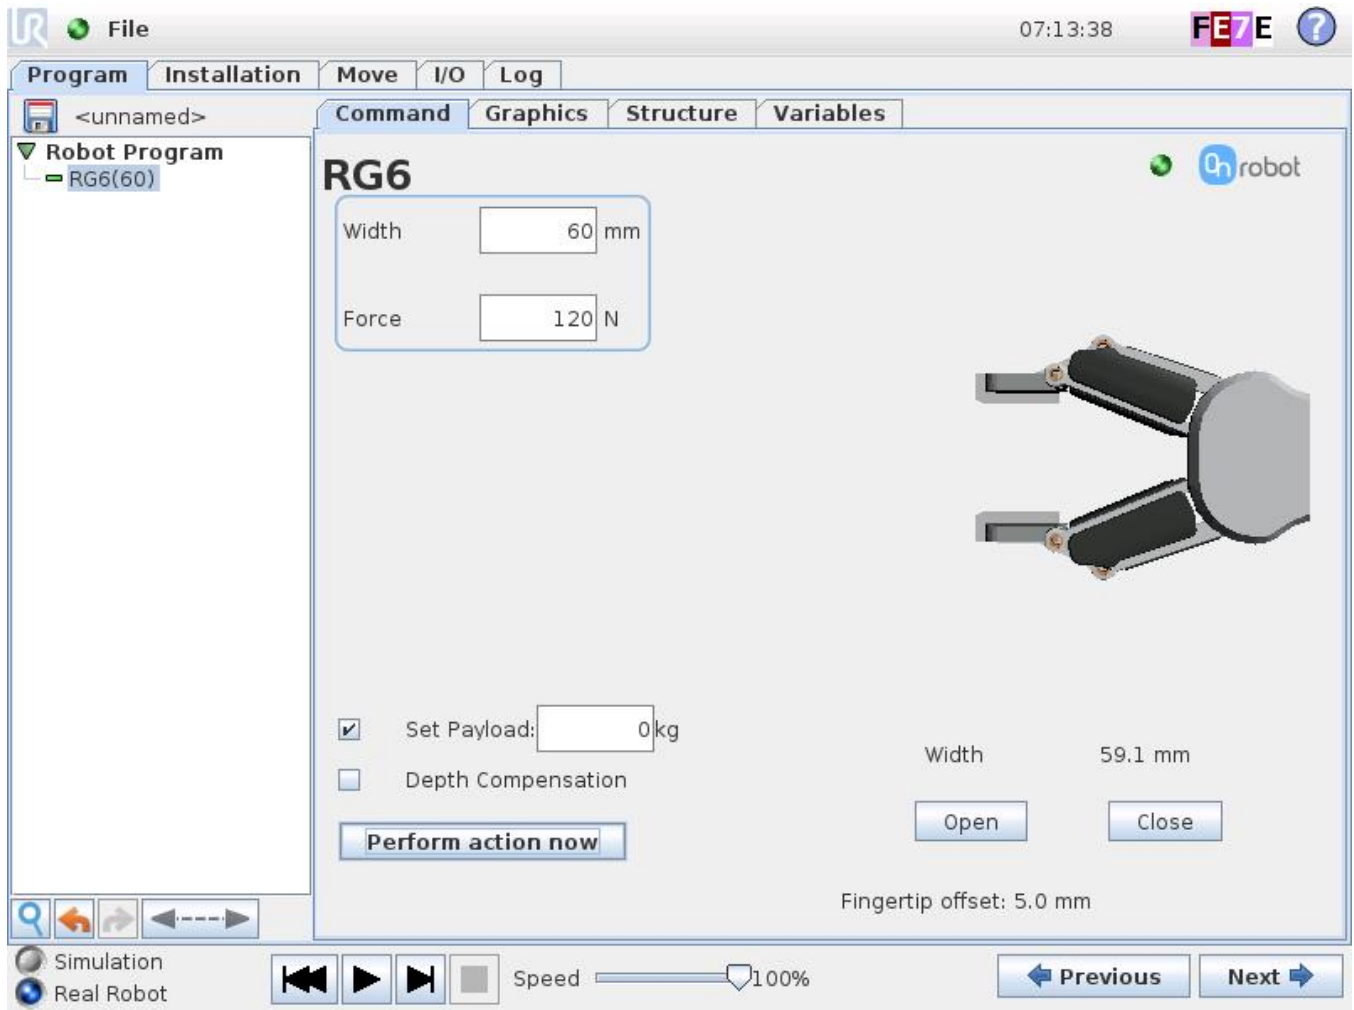 UR File 07:13:38 FE7E ?
Program Installation Move I/O Log
<unnamed> Command Graphics Structure Variables
Robot Program
RG6(60)
RG6
On robot
Width 60 mm
Force 120 N
Set Payload: 0 kg
Depth Compensation
Perform action now
Width 59.1 mm
Open Close
Fingertip offset: 5.0 mm
Simulation
Real Robot
Speed 100%
Previous Next